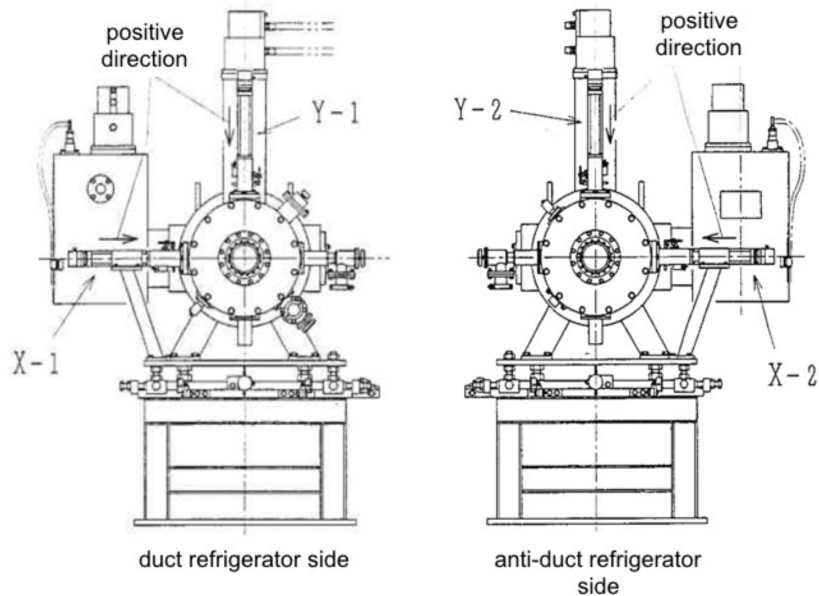 positive
direction
positive
direction
Y-1
Y-2
X-1
X-2
duct refrigerator side
anti-duct refrigerator
side